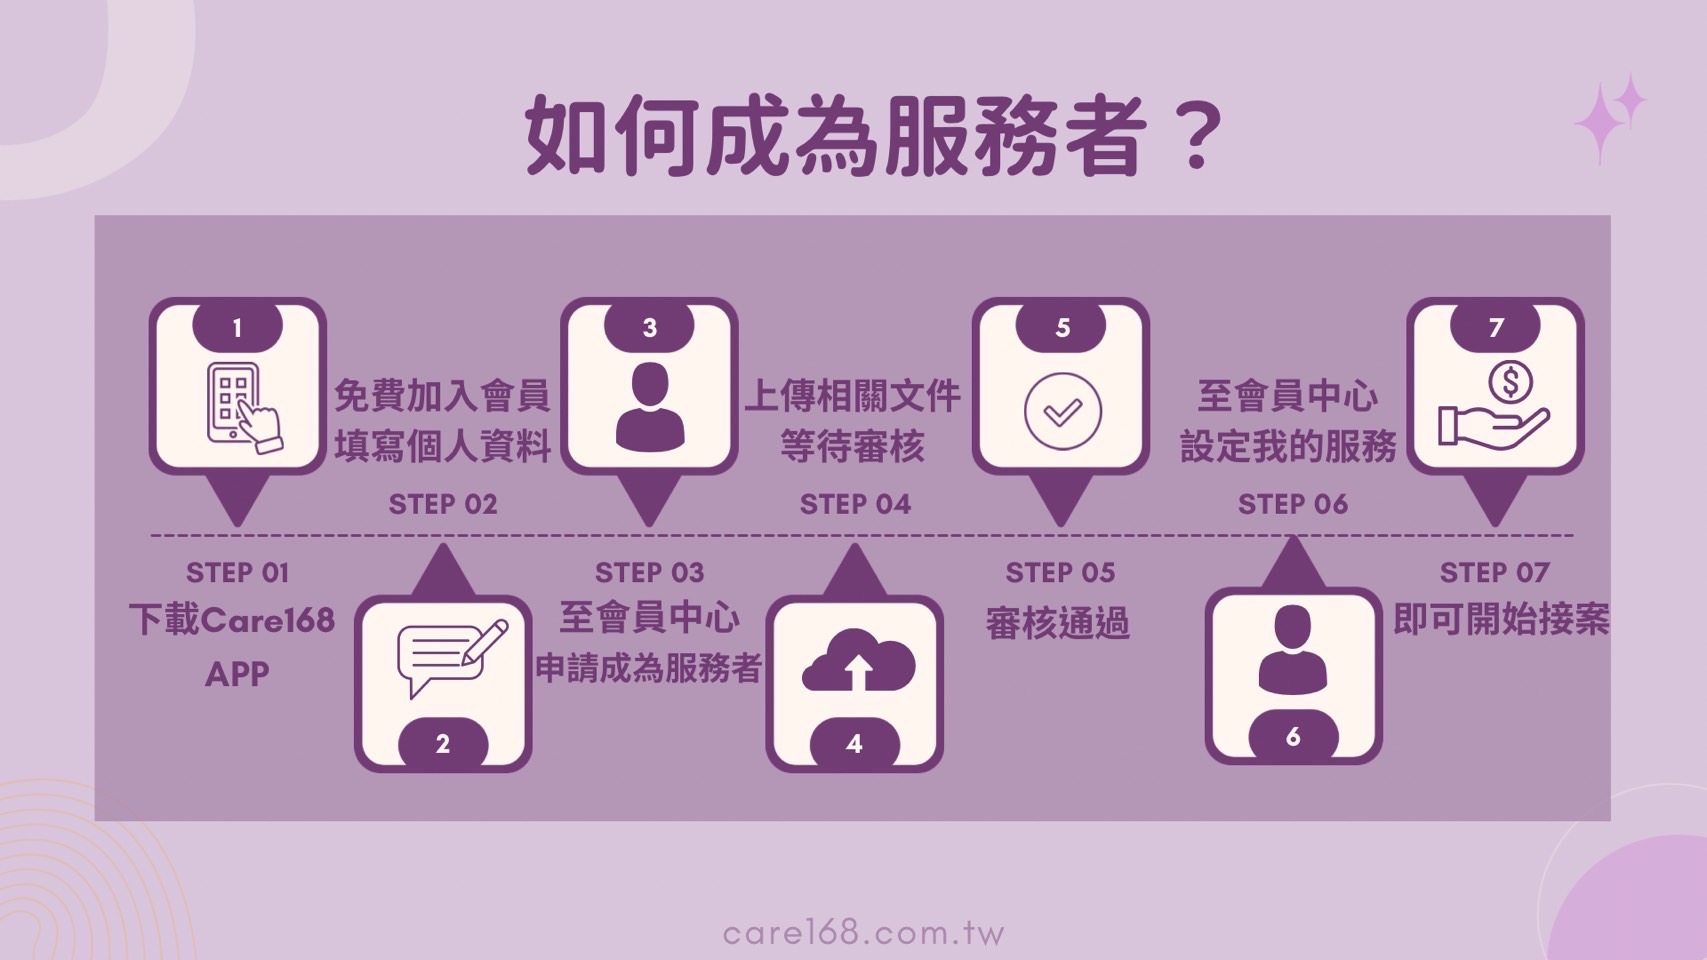 如何成為服務者？
1
STEP 01
下載Care168
APP
免費加入會員
填寫個人資料
STEP 02
2
3
STEP 03
至會員中心
申請成為服務者
上傳相關文件
等待審核
STEP 04
4
5
STEP 05
審核通過
至會員中心
設定我的服務
STEP 06
6
7
$
STEP 07
即可開始接案
care168.com.tw